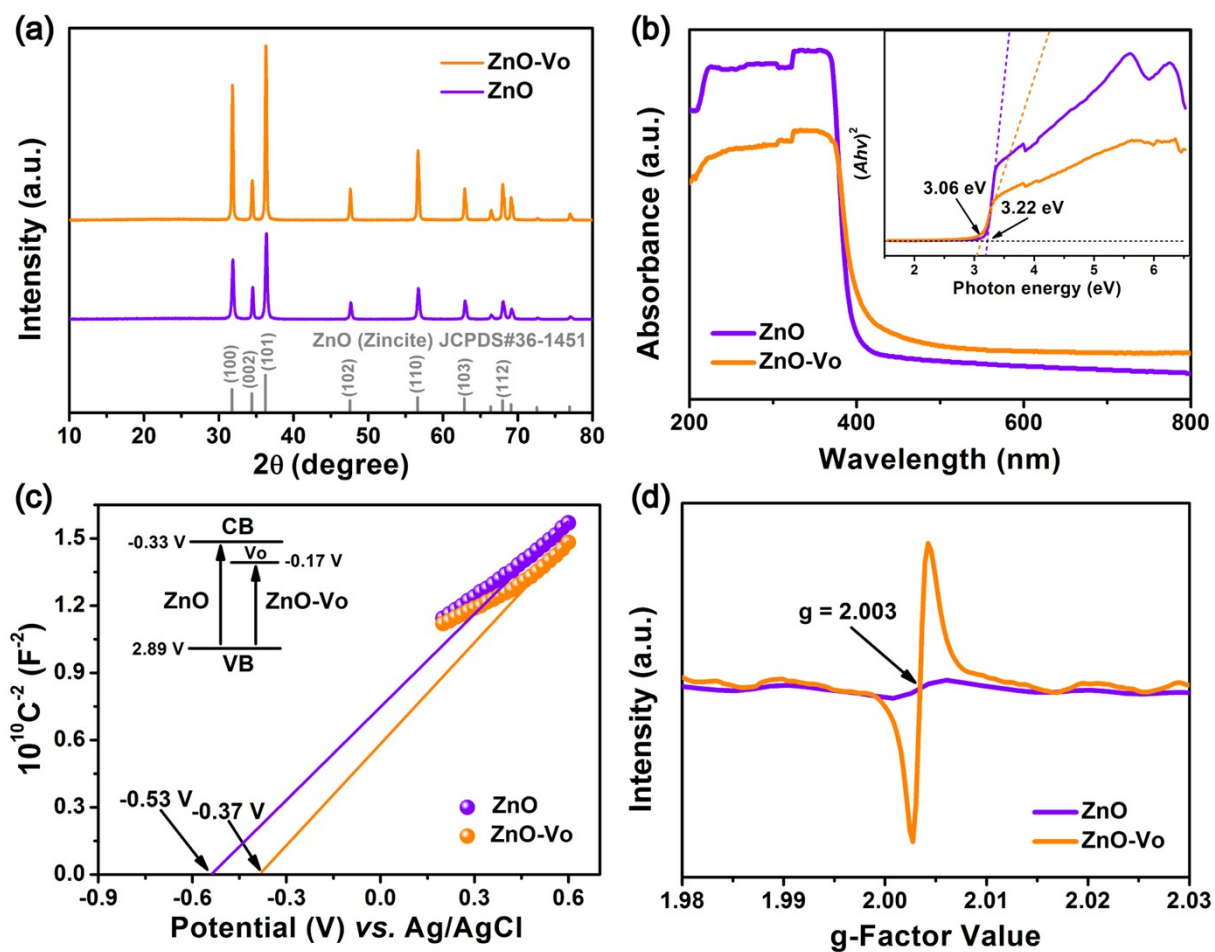 (a)
Intensity (a.u.)
ZnO-Vo
ZnO
ZnO (Zincite) JCPDS#36-1451
(100)
(002)
(101)
(102)
(110)
(103)
(112)
10 20 30 40 50 60 70 80
2θ (degree)
(b)
Absorbance (a.u.)
(Ahν)²
3.06 eV
3.22 eV
2 3 4 5 6
Photon energy (eV)
ZnO
ZnO-Vo
200 400 600 800
Wavelength (nm)
(c)
10¹⁰C⁻² (F⁻²)
1.5
1.2
0.9
0.6
0.3
0.0
CB
-0.33 V
Vo
-0.17 V
ZnO
ZnO-Vo
2.89 V
VB
-0.53 V
-0.37 V
ZnO
ZnO-Vo
-0.9 -0.6 -0.3 0.0 0.3 0.6
Potential (V) vs. Ag/AgCl
(d)
Intensity (a.u.)
g = 2.003
ZnO
ZnO-Vo
1.98 1.99 2.00 2.01 2.02 2.03
g-Factor Value